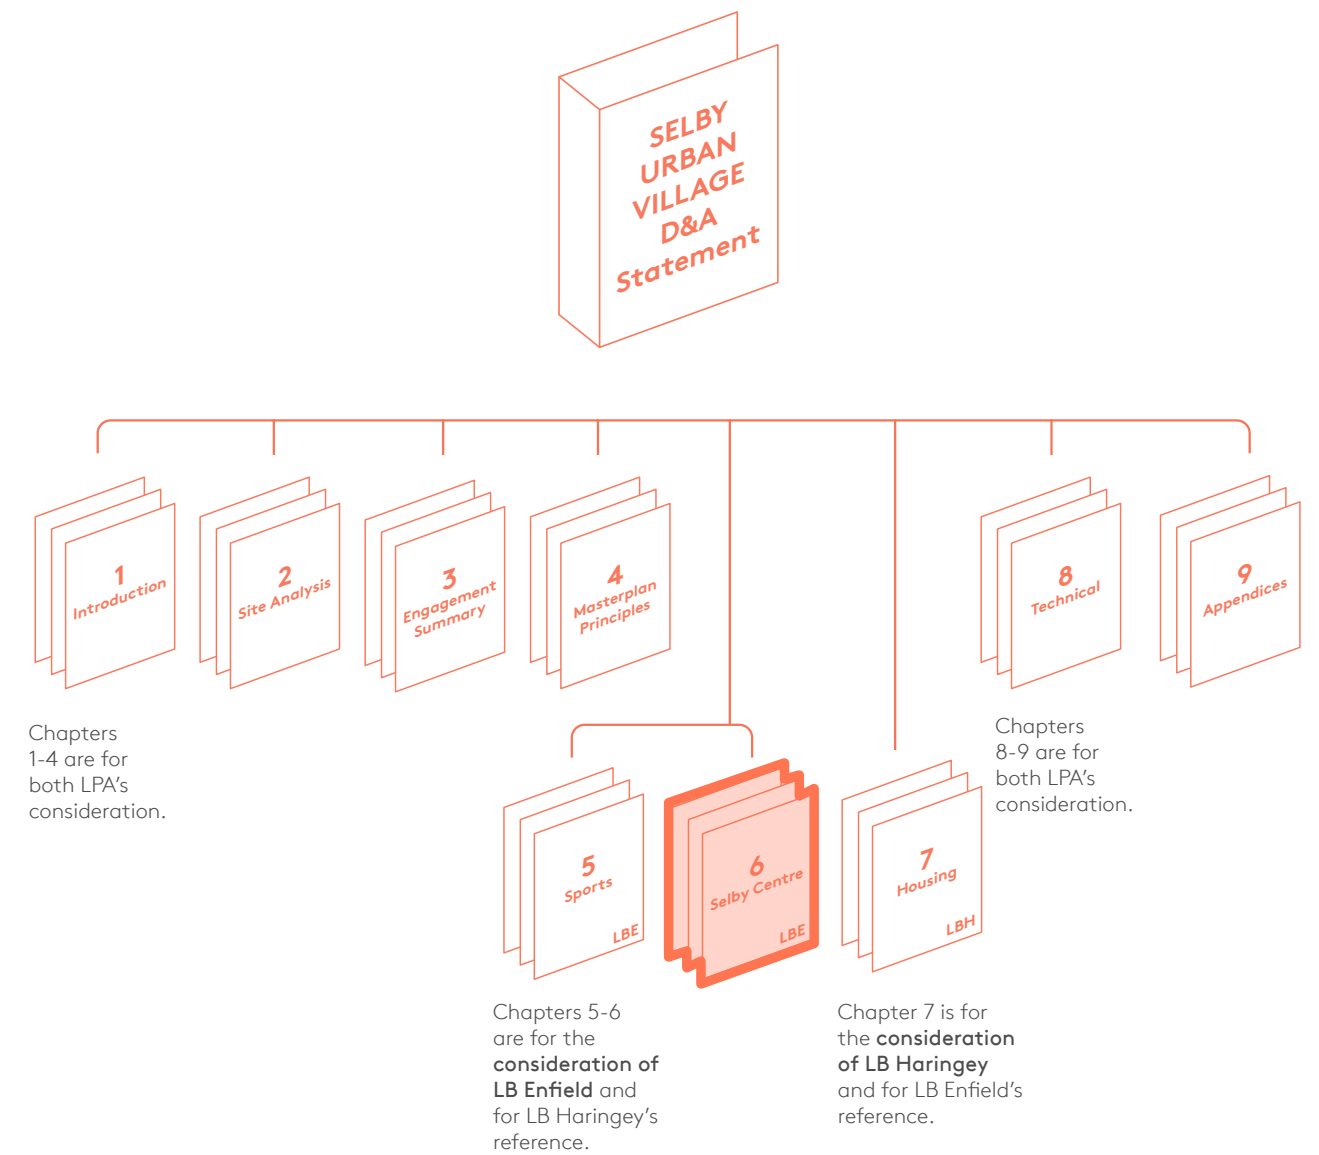 SELBY
URBAN
VILLAGE
D&A
Statement
1
Introduction
2
Site Analysis
3
Engagement
Summary
4
Masterplan
Principles
8
Technical
9
Appendices
Chapters
1-4 are for
both LPA’s
consideration.
Chapters
8-9 are for
both LPA’s
consideration.
5
Sports
LBE
6
Selby Centre
LBE
7
Housing
LBH
Chapters 5-6
are for the
consideration of
LB Enfield and
for LB Haringey’s
reference.
Chapter 7 is for
the consideration
of LB Haringey
and for LB Enfield’s
reference.